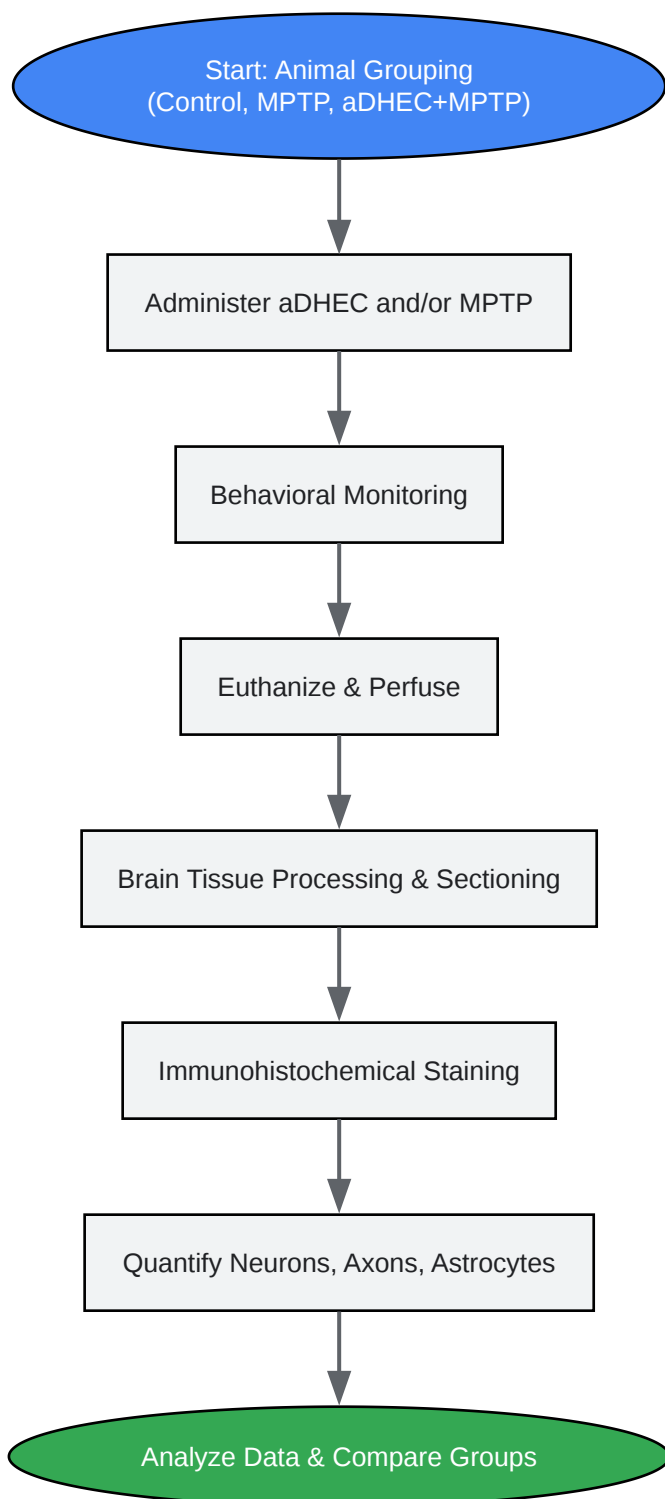 Start: Animal Grouping
(Control, MPTP, aDHEC+MPTP)
Administer aDHEC and/or MPTP
Behavioral Monitoring
Euthanize & Perfuse
Brain Tissue Processing & Sectioning
Immunohistochemical Staining
Quantify Neurons, Axons, Astrocytes
Analyze Data & Compare Groups